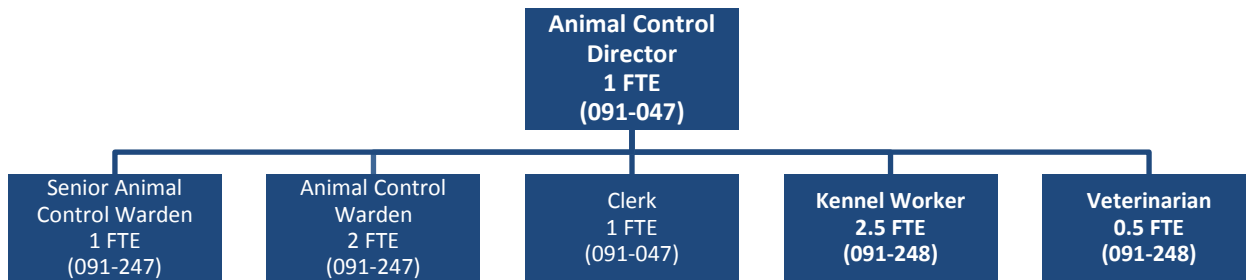 Animal Control
Director
1 FTE
(091-047)
Senior Animal
Control Warden
1 FTE
(091-247)
Animal Control
Warden
2 FTE
(091-247)
Clerk
1 FTE
(091-047)
Kennel Worker
2.5 FTE
(091-248)
Veterinarian
0.5 FTE
(091-248)